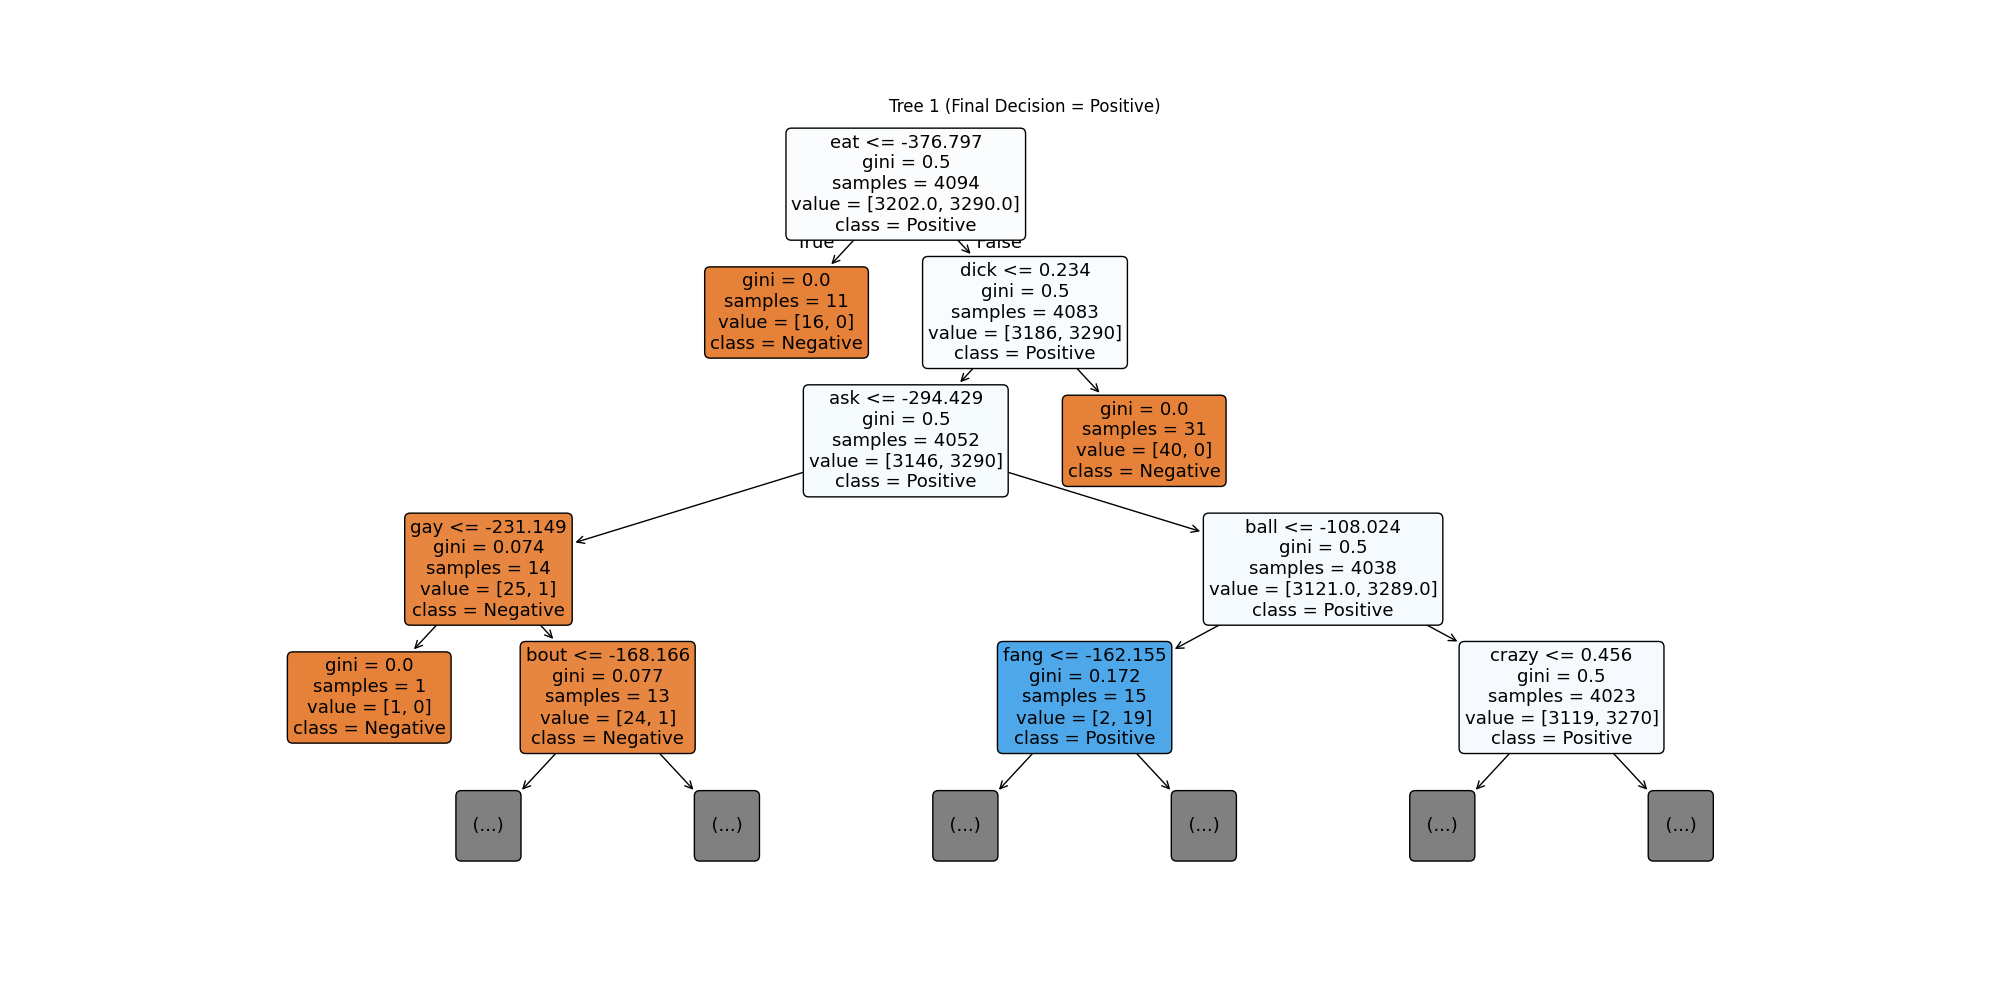 Tree 1 (Final Decision = Positive)
eat <= -376.797
gini = 0.5
samples = 4094
value = [3202.0, 3290.0]
class = Positive
True
False
gini = 0.0
samples = 11
value = [16, 0]
class = Negative
dick <= 0.234
gini = 0.5
samples = 4083
value = [3186, 3290]
class = Positive
ask <= -294.429
gini = 0.5
samples = 4052
value = [3146, 3290]
class = Positive
gini = 0.0
samples = 31
value = [40, 0]
class = Negative
gay <= -231.149
gini = 0.074
samples = 14
value = [25, 1]
class = Negative
ball <= -108.024
gini = 0.5
samples = 4038
value = [3121.0, 3289.0]
class = Positive
gini = 0.0
samples = 1
value = [1, 0]
class = Negative
bout <= -168.166
gini = 0.077
samples = 13
value = [24, 1]
class = Negative
fang <= -162.155
gini = 0.172
samples = 15
value = [2, 19]
class = Positive
crazy <= 0.456
gini = 0.5
samples = 4023
value = [3119, 3270]
class = Positive
(...)
(...)
(...)
(...)
(...)
(...)